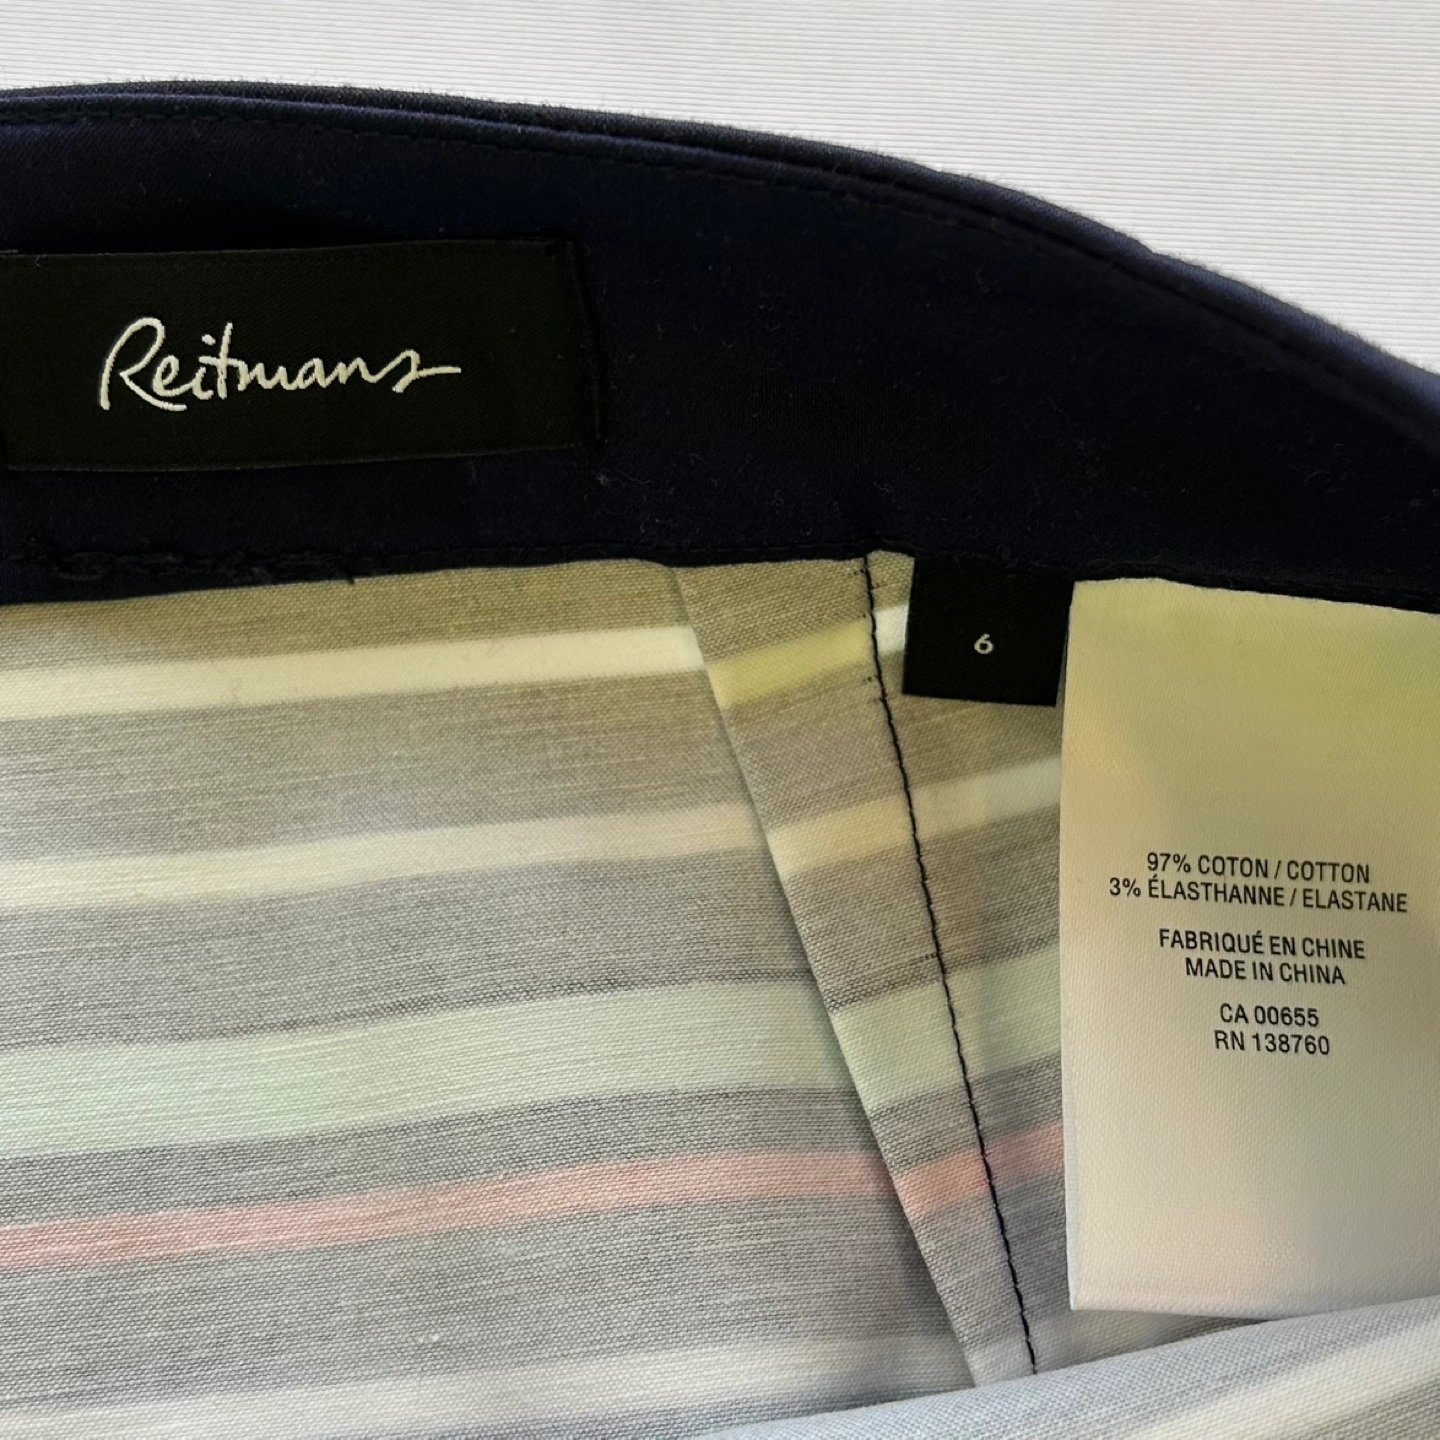 Reitmans
6
97% COTON / COTTON
3% ÉLASTHANNE / ELASTANE
FABRIQUÉ EN CHINE
MADE IN CHINA
CA 00655
RN 138760